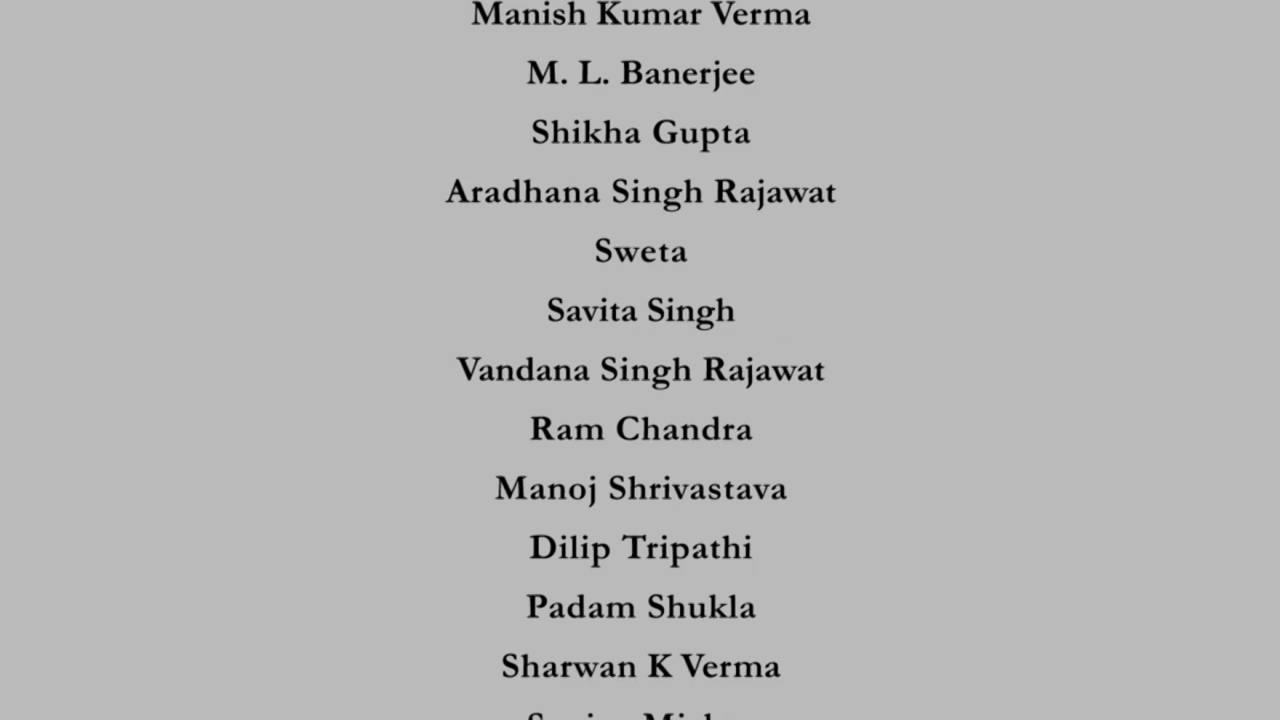 Manish Kumar Verma
M. L. Banerjee
Shikha Gupta
Aradhana Singh Rajawat
Sweta
Savita Singh
Vandana Singh Rajawat
Ram Chandra
Manoj Shrivastava
Dilip Tripathi
Padam Shukla
Sharwan K Verma